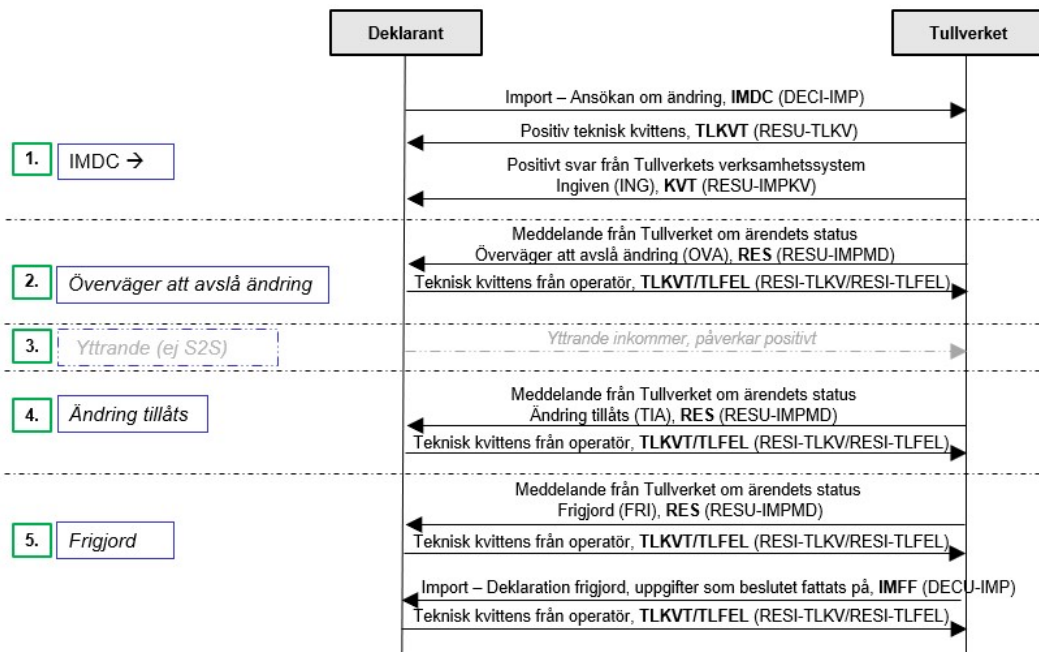 Deklarant
Tullverket
Import – Ansökan om ändring, IMDC (DECI-IMP)
Positiv teknisk kvittens, TLKVT (RESU-TLKV)
1.
IMDC →
Positivt svar från Tullverkets verksamhetssystem
Ingiven (ING), KVT (RESU-IMPKV)
Meddelande från Tullverket om ärendets status
Överväger att avslå ändring (OVA), RES (RESU-IMPMD)
2.
Överväger att avslå ändring
Teknisk kvittens från operatör, TLKVT/TLFEL (RESI-TLKV/RESI-TLFEL)
3.
Yttrande (ej S2S)
Yttrande inkommer, påverkar positivt
Meddelande från Tullverket om ärendets status
4.
Ändring tillåts
Ändring tillåts (TIA), RES (RESU-IMPMD)
Teknisk kvittens från operatör, TLKVT/TLFEL (RESI-TLKV/RESI-TLFEL)
Meddelande från Tullverket om ärendets status
Frigjord (FRI), RES (RESU-IMPMD)
5.
Frigjord
Teknisk kvittens från operatör, TLKVT/TLFEL (RESI-TLKV/RESI-TLFEL)
Import – Deklaration frigjord, uppgifter som beslutet fattats på, IMFF (DECU-IMP)
Teknisk kvittens från operatör, TLKVT/TLFEL (RESI-TLKV/RESI-TLFEL)